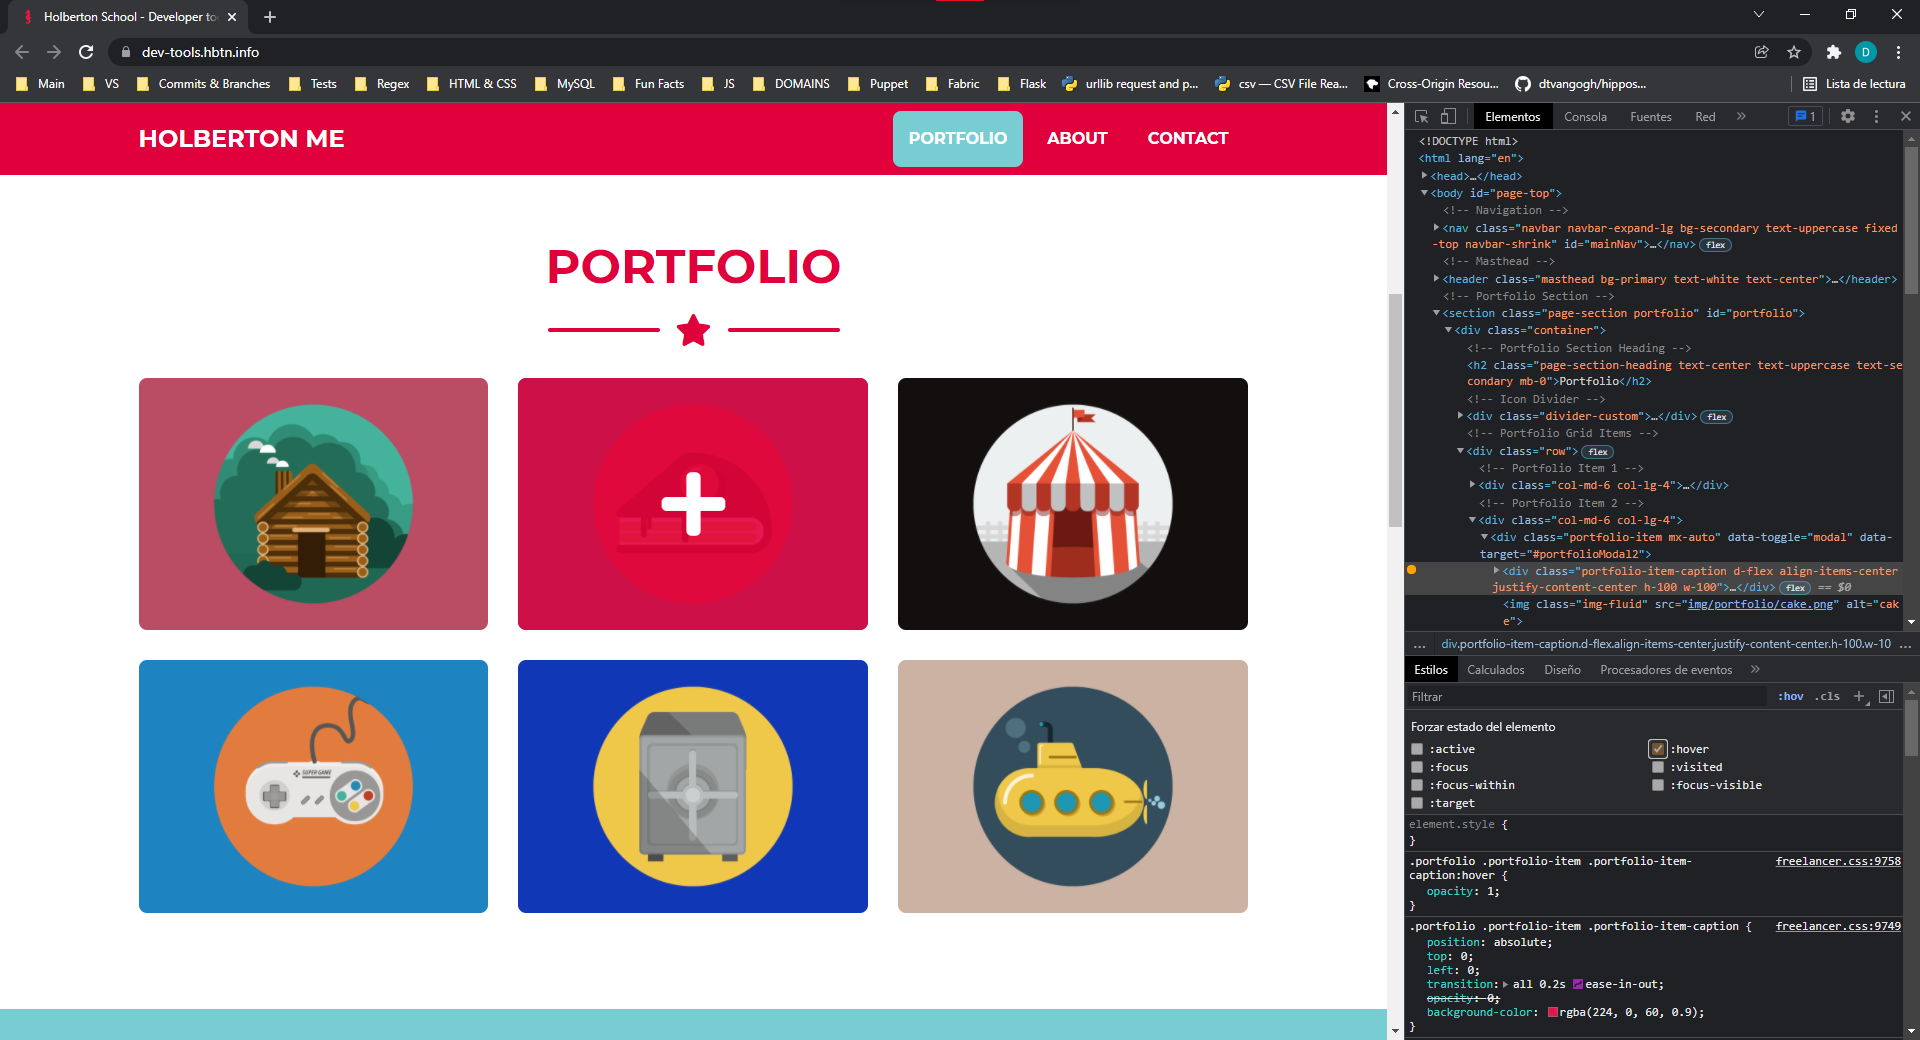 Holberton School - Developer to
dev-tools.hbtn.info
D
Main VS Commits & Branches Tests Regex HTML & CSS MySQL Fun Facts JS DOMAINS Puppet Fabric Flask urllib request and p... csv — CSV File Rea... Cross-Origin Resou... dtvangogh/hippos... Lista de lectura
HOLBERTON ME PORTFOLIO ABOUT CONTACT
PORTFOLIO
SUPER GAME
Elementos Consola Fuentes Red » 1
<!DOCTYPE html>
<html lang="en">
<head>…</head>
<body id="page-top">
<!-- Navigation -->
<nav class="navbar navbar-expand-lg bg-secondary text-uppercase fixed
-top navbar-shrink" id="mainNav">…</nav> flex
<!-- Masthead -->
<header class="masthead bg-primary text-white text-center">…</header>
<!-- Portfolio Section -->
<section class="page-section portfolio" id="portfolio">
<div class="container">
<!-- Portfolio Section Heading -->
<h2 class="page-section-heading text-center text-uppercase text-se
condary mb-0">Portfolio</h2>
<!-- Icon Divider -->
<div class="divider-custom">…</div> flex
<!-- Portfolio Grid Items -->
<div class="row"> flex
<!-- Portfolio Item 1 -->
<div class="col-md-6 col-lg-4">…</div>
<!-- Portfolio Item 2 -->
<div class="col-md-6 col-lg-4">
<div class="portfolio-item mx-auto" data-toggle="modal" data-
target="#portfolioModal2">
<div class="portfolio-item-caption d-flex align-items-center
justify-content-center h-100 w-100">…</div> flex == $0
<img class="img-fluid" src="img/portfolio/cake.png" alt="cak
e">
... div.portfolio-item-caption.d-flex.align-items-center.justify-content-center.h-100.w-10 ...
Estilos Calculados Diseño Procesadores de eventos »
Filtrar :hov .cls +
Forzar estado del elemento
:active :hover
:focus :visited
:focus-within :focus-visible
:target
element.style {
}
.portfolio .portfolio-item .portfolio-item- freelancer.css:9758
caption:hover {
opacity: 1;
}
.portfolio .portfolio-item .portfolio-item-caption { freelancer.css:9749
position: absolute;
top: 0;
left: 0;
transition: all 0.2s ease-in-out;
opacity: 0;
background-color: rgba(224, 0, 60, 0.9);
}